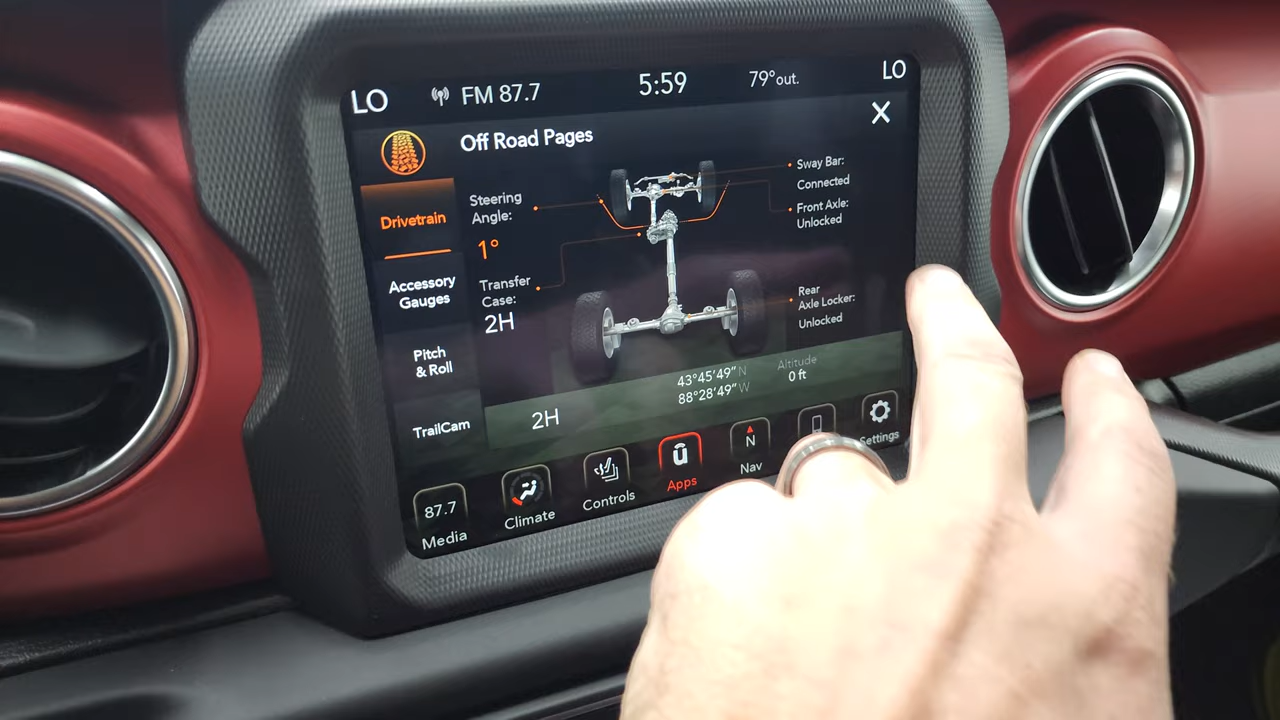 LO
FM 87.7
5:59
79°out.
LO
X
Off Road Pages
Drivetrain
Accessory
Gauges
Pitch
& Roll
TrailCam
Steering
Angle:
1°
Transfer
Case:
2H
Sway Bar:
Connected
Front Axle:
Unlocked
Rear
Axle Locker:
Unlocked
2H
43°45'49"N
88°28'49"W
Altitude
0 ft
87.7
Media
Climate
Controls
Apps
N
Nav
Settings